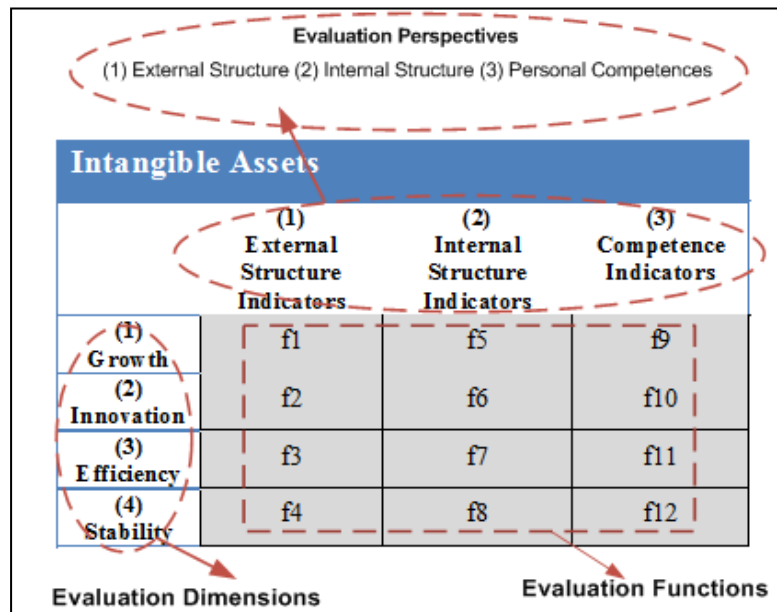 Evaluation Perspectives
(1) External Structure (2) Internal Structure (3) Personal Competences
Intangible Assets
(1)
External
Structure
Indicators
(2)
Internal
Structure
Indicators
(3)
Competence
Indicators
(1)
Growth
f1
f5
f9
(2)
Innovation
f2
f6
f10
(3)
Efficiency
f3
f7
f11
(4)
Stability
f4
f8
f12
Evaluation Dimensions
Evaluation Functions